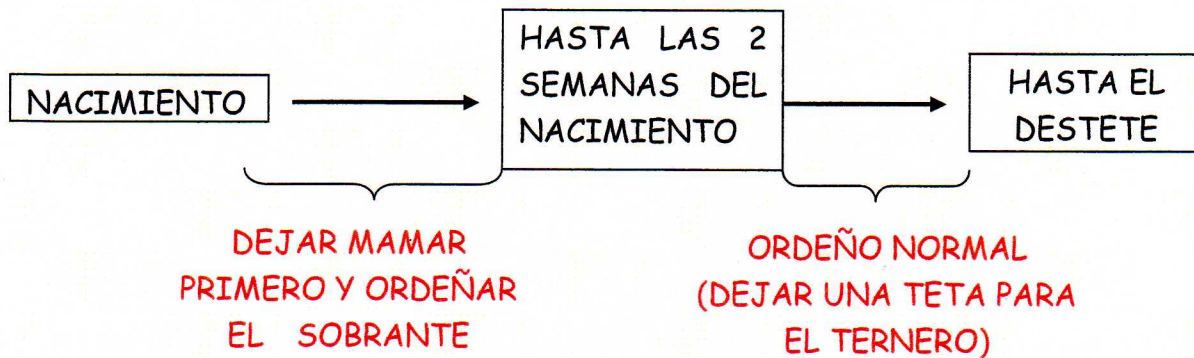 NACIMIENTO
HASTA LAS 2
SEMANAS DEL
NACIMIENTO
HASTA EL
DESTETE
DEJAR MAMAR
PRIMERO Y ORDEÑAR
EL SOBRANTE
ORDEÑO NORMAL
(DEJAR UNA TETA PARA
EL TERNERO)